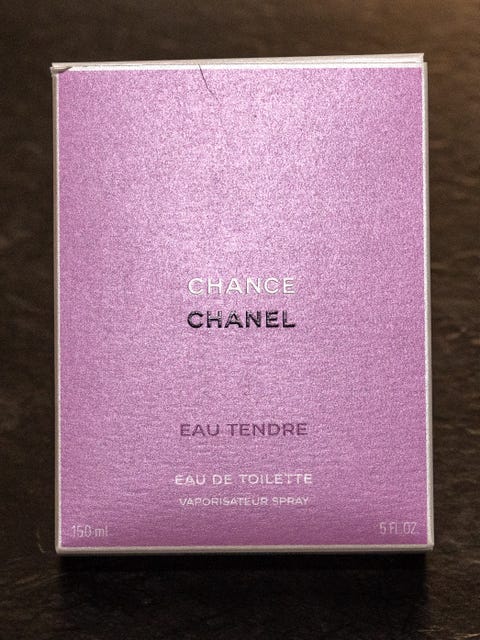 CHANCE
CHANEL
EAU TENDRE
EAU DE TOILETTE
VAPORISATEUR SPRAY
150 ml 5 FL. OZ.